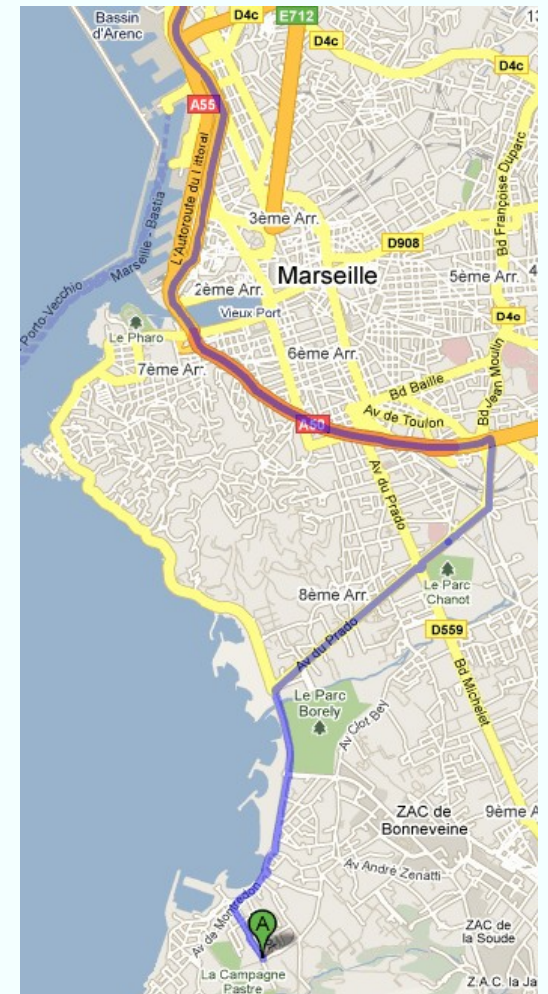 Bassin
d'Arenc
D4c
E712
D4c
D4c
A55
L'Autoroute du Littoral
Bd Françoise Duparc
Marseille - Bastia
3ème Arr.
D908
Marseille
5ème Arr.
4
Porto-Vecchio
2ème Arr.
Vieux Port
D4c
Le Pharo
6ème Arr.
7ème Arr.
Bd Jean Moulin
Bd Baille
Av de Toulon
A50
Av du Prado
Le Parc
Chanot
8ème Arr.
D559
Av du Prado
Bd Michelet
Le Parc
Borely
Av Clot Bey
ZAC de
Bonneveine
9ème A
Av André Zenatti
Av de Montredon
A
ZAC de
la Soude
La Campagne
Pastre
Z.A.C. la Ja